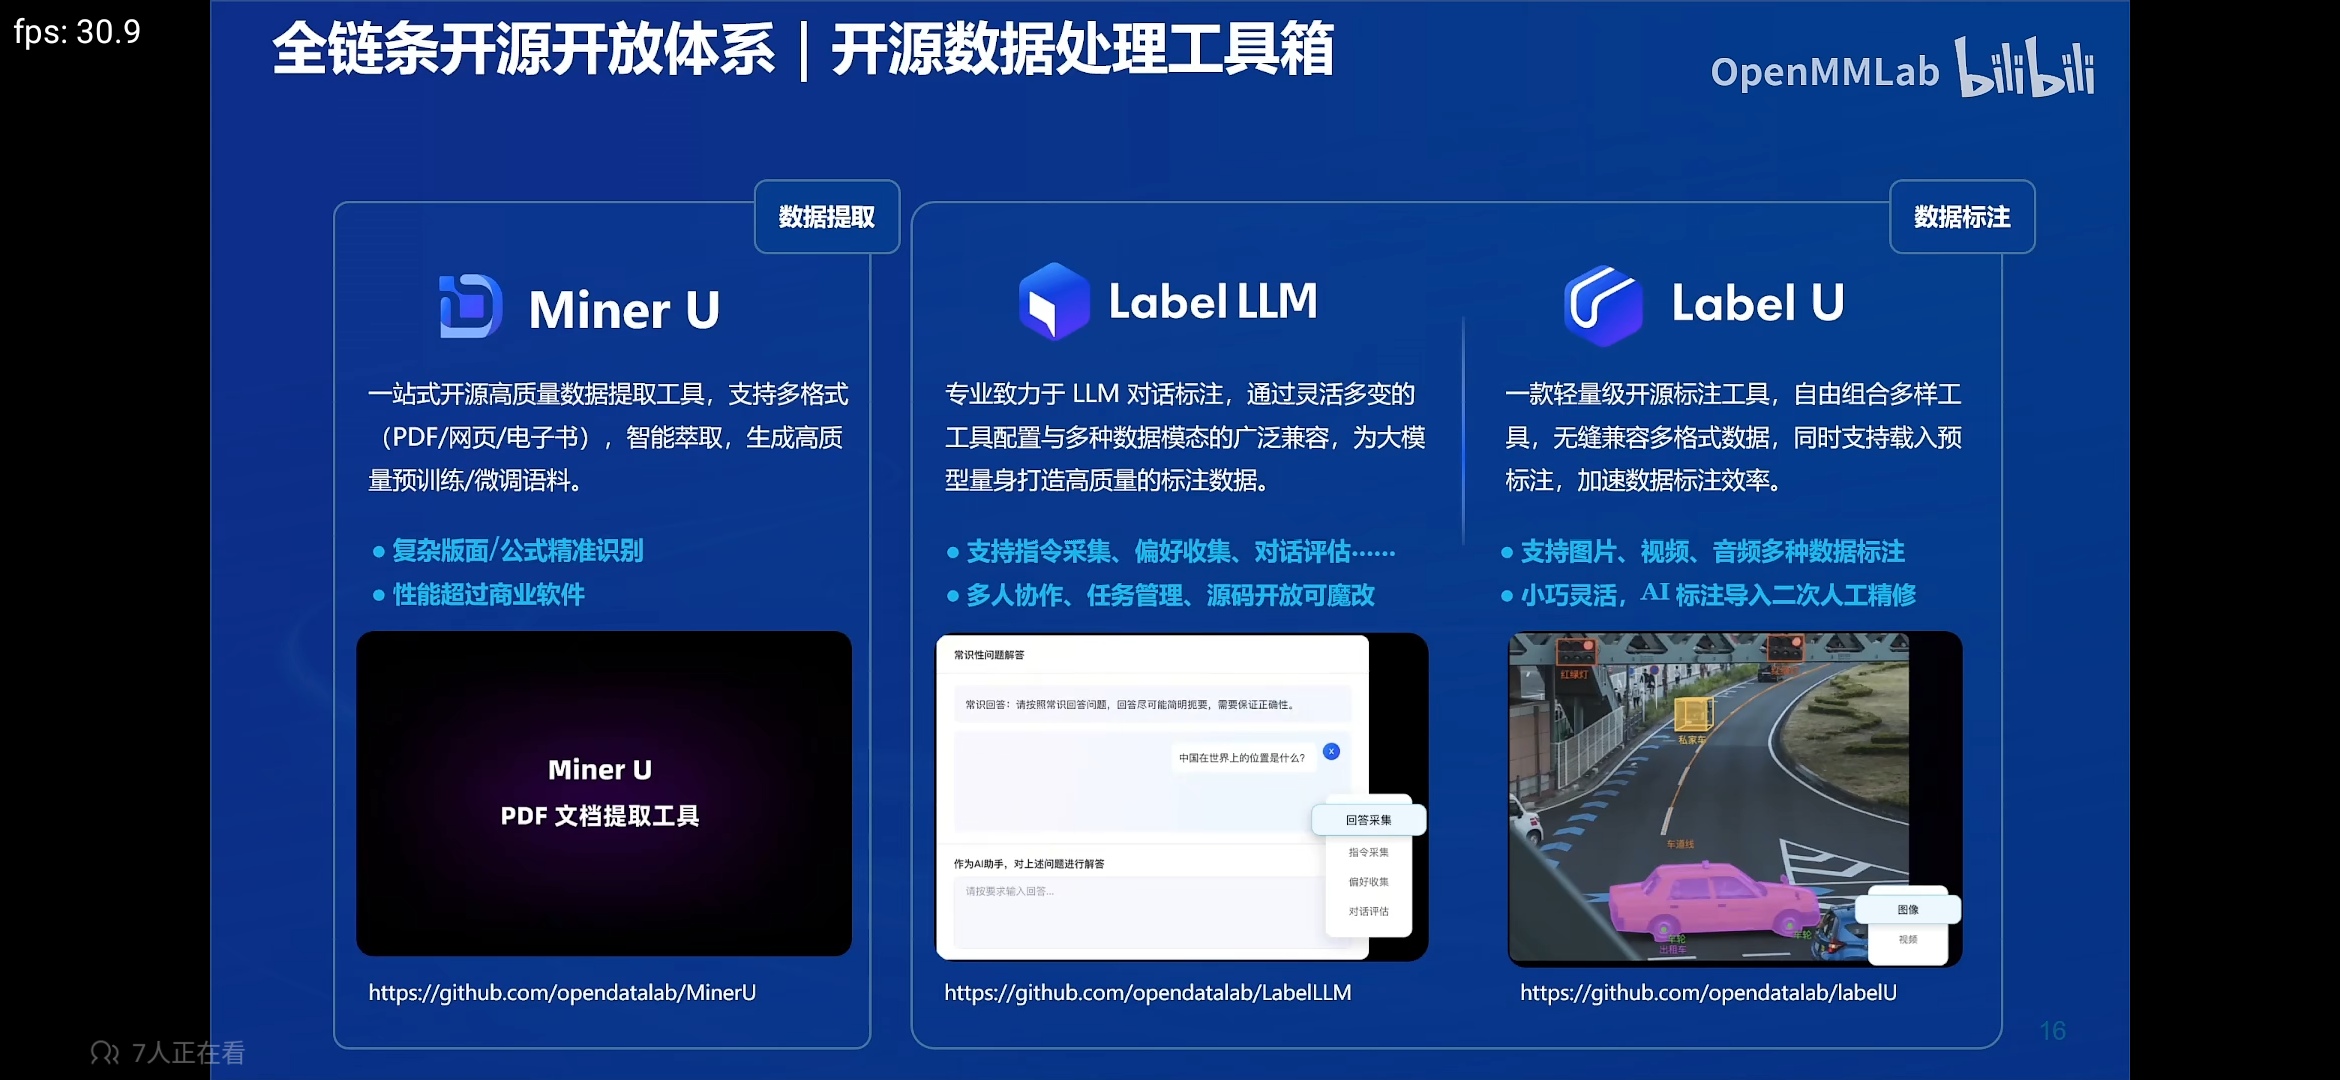 fps: 30.9
全链条开源开放体系 | 开源数据处理工具箱
OpenMMLab bilibili
数据提取
Miner U
一站式开源高质量数据提取工具，支持多格式
（PDF/网页/电子书），智能萃取，生成高质
量预训练/微调语料。
● 复杂版面/公式精准识别
● 性能超过商业软件
Miner U
PDF 文档提取工具
https://github.com/opendatalab/MinerU
数据标注
Label LLM
专业致力于 LLM 对话标注，通过灵活多变的
工具配置与多种数据模态的广泛兼容，为大模
型量身打造高质量的标注数据。
● 支持指令采集、偏好收集、对话评估······
● 多人协作、任务管理、源码开放可魔改
常识性问题解答
常识回答：请按照常识回答问题，回答尽可能简明扼要，需要保证正确性。
中国在世界上的位置是什么？
X
回答采集
指令采集
偏好收集
对话评估
作为AI助手，对上述问题进行解答
请按要求输入回答...
https://github.com/opendatalab/LabelLLM
Label U
一款轻量级开源标注工具，自由组合多样工
具，无缝兼容多格式数据，同时支持载入预
标注，加速数据标注效率。
● 支持图片、视频、音频多种数据标注
● 小巧灵活，AI 标注导入二次人工精修
红绿灯
私家车
车道线
车轮
车轮
出租车
图像
视频
https://github.com/opendatalab/labelU
16
7人正在看